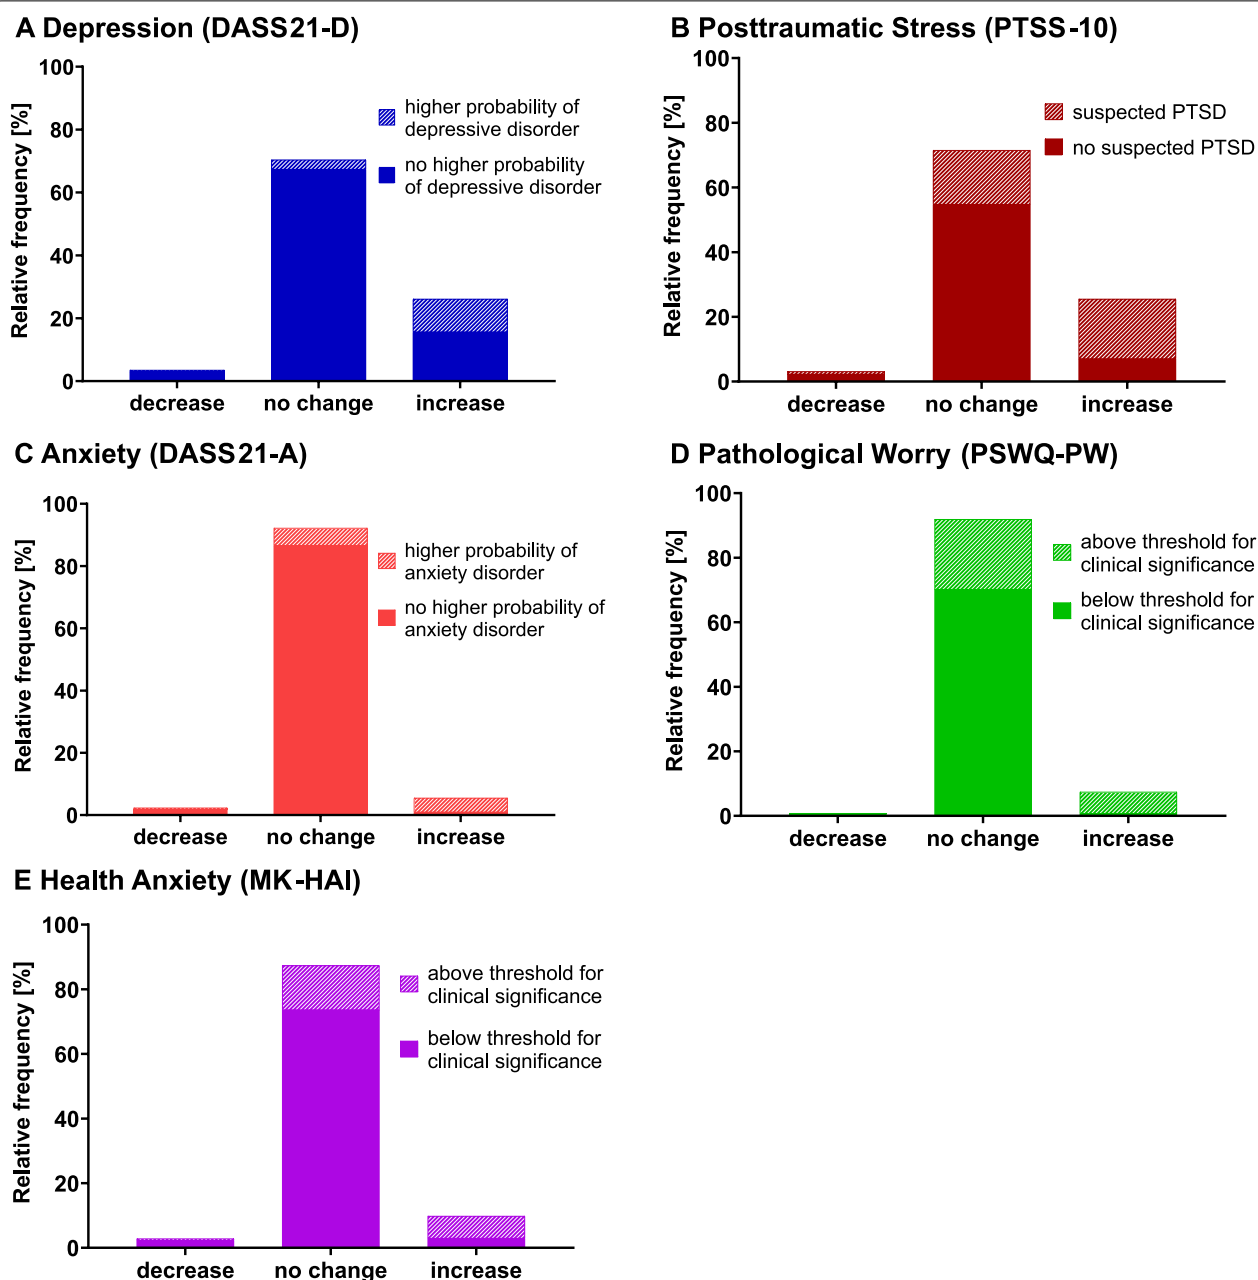 A Depression (DASS21-D)
Relative frequency [%]
100
80
60
40
20
0
higher probability of
depressive disorder
no higher probability
of depressive disorder
decrease no change increase
B Posttraumatic Stress (PTSS-10)
Relative frequency [%]
100
80
60
40
20
0
suspected PTSD
no suspected PTSD
decrease no change increase
C Anxiety (DASS21-A)
Relative frequency [%]
100
80
60
40
20
0
higher probability of
anxiety disorder
no higher probability of
anxiety disorder
decrease no change increase
D Pathological Worry (PSWQ-PW)
Relative frequency [%]
100
80
60
40
20
0
above threshold for
clinical significance
below threshold for
clinical significance
decrease no change increase
E Health Anxiety (MK-HAI)
Relative frequency [%]
100
80
60
40
20
0
above threshold for
clinical significance
below threshold for
clinical significance
decrease no change increase